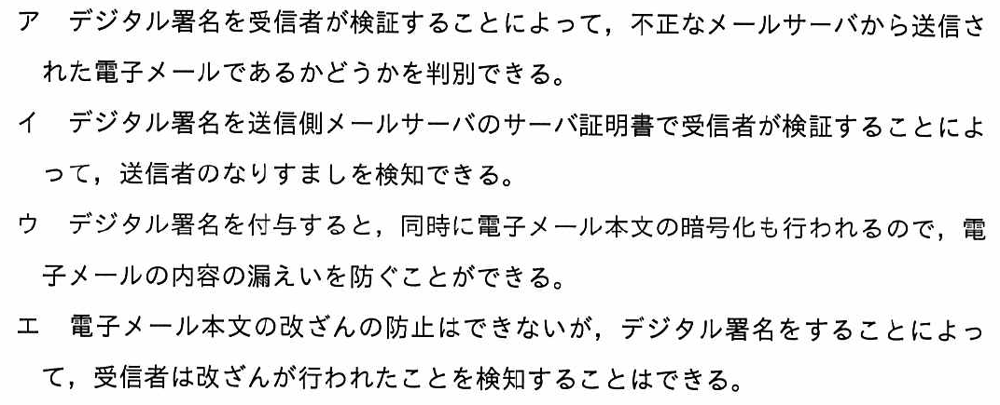 ア　デジタル署名を受信者が検証することによって，不正なメールサーバから送信さ
れた電子メールであるかどうかを判別できる。
イ　デジタル署名を送信側メールサーバのサーバ証明書で受信者が検証することによ
って，送信者のなりすましを検知できる。
ウ　デジタル署名を付与すると，同時に電子メール本文の暗号化も行われるので，電
子メールの内容の漏えいを防ぐことができる。
エ　電子メール本文の改ざんの防止はできないが，デジタル署名をすることによっ
て，受信者は改ざんが行われたことを検知することはできる。